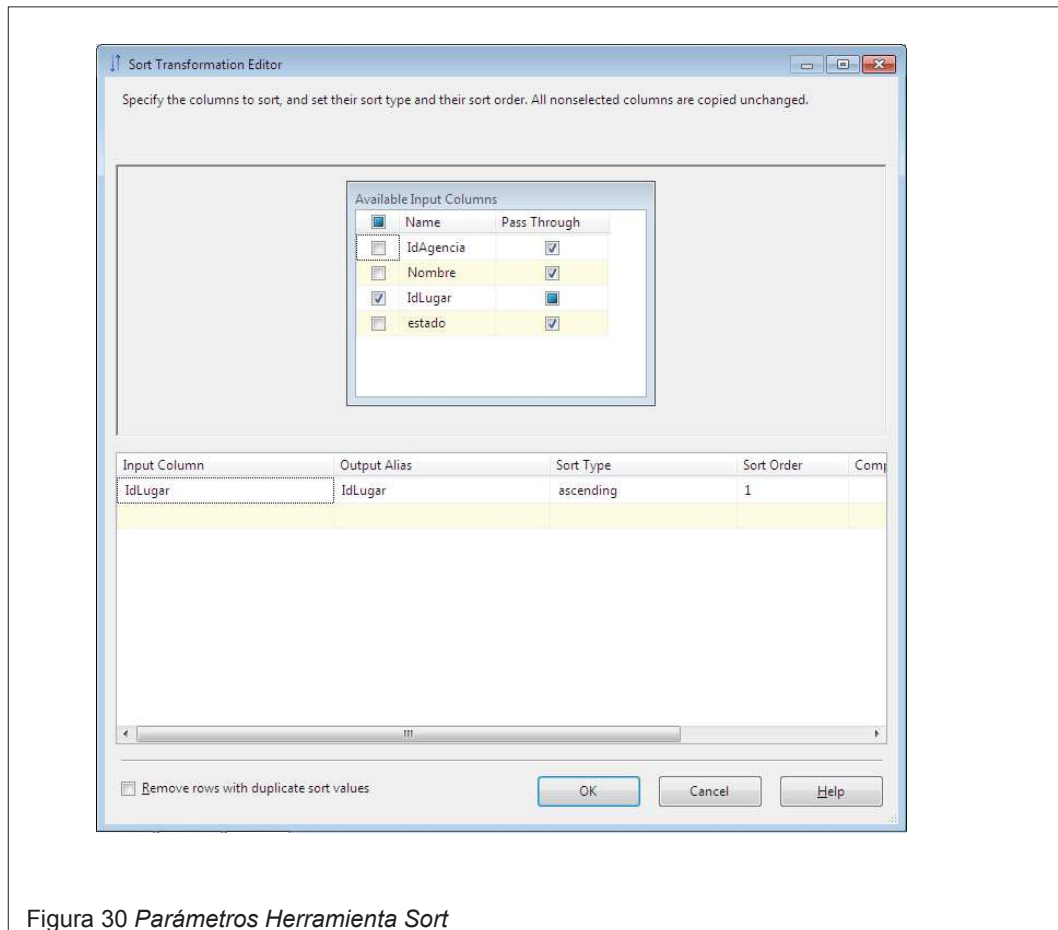 Sort Transformation Editor
Specify the columns to sort, and set their sort type and their sort order. All nonselected columns are copied unchanged.
Available Input Columns
Name Pass Through
IdAgencia
Nombre
IdLugar
estado
Input Column Output Alias Sort Type Sort Order Comp
IdLugar IdLugar ascending 1
Remove rows with duplicate sort values OK Cancel Help
Figura 30 Parámetros Herramienta Sort